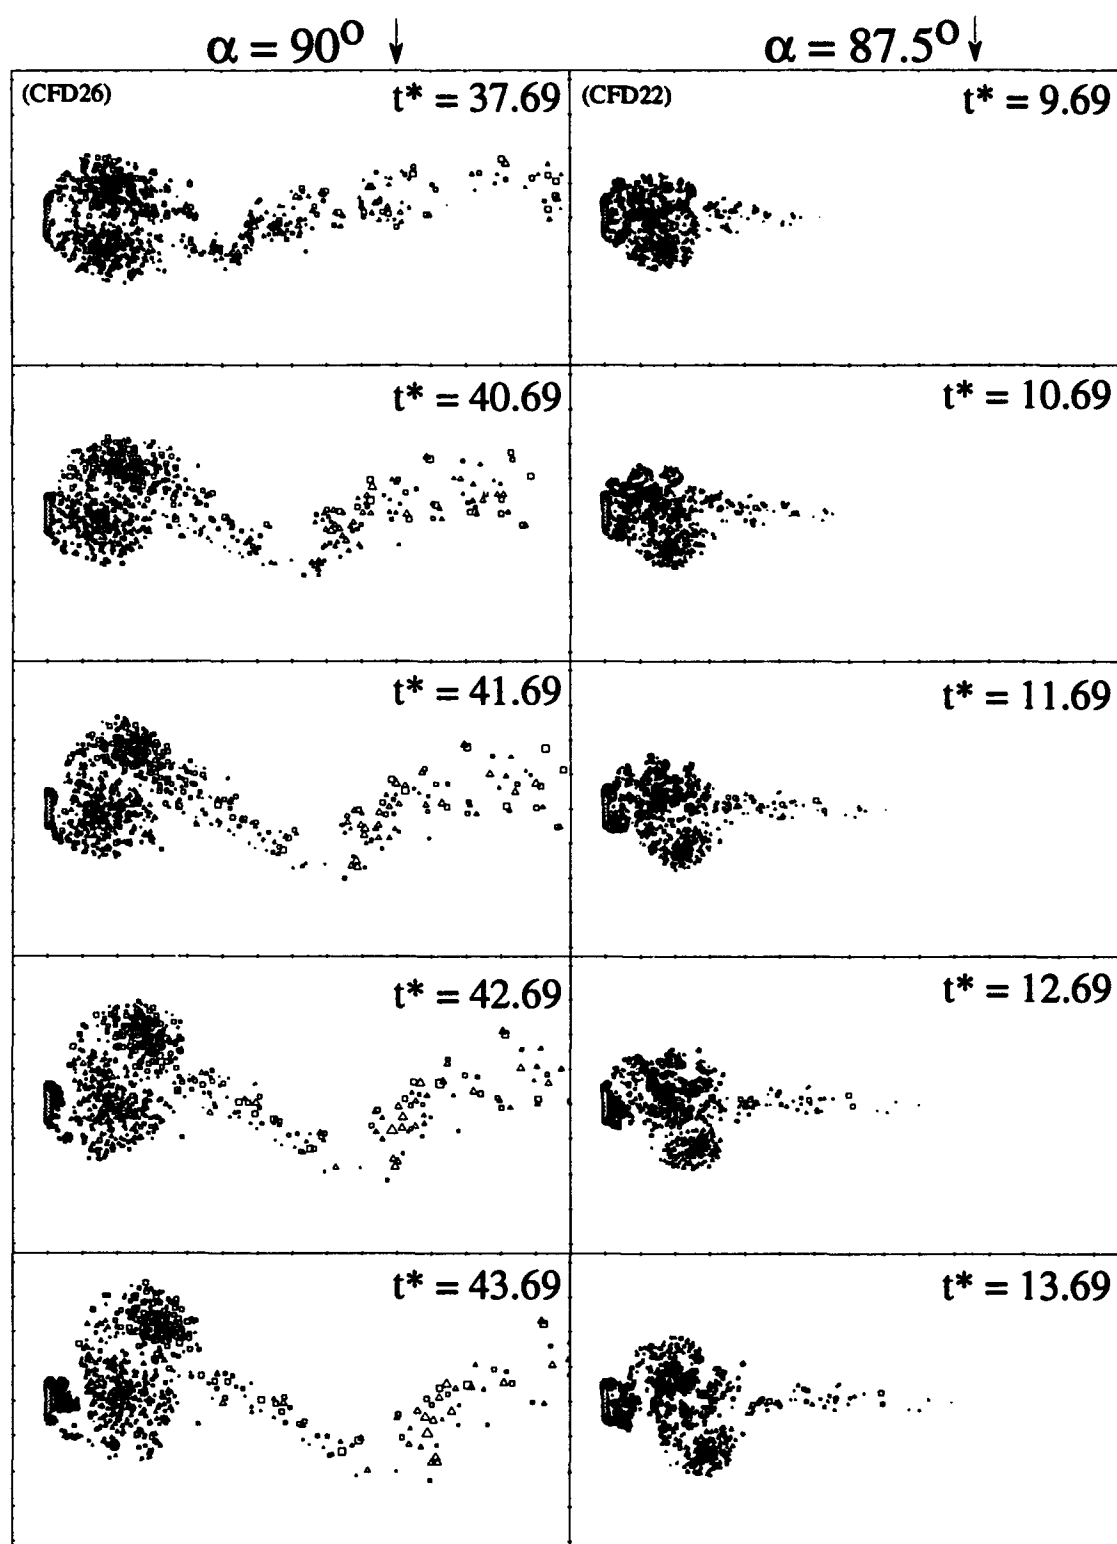 α = 90° ↓
α = 87.5° ↓
(CFD26)
t* = 37.69
(CFD22)
t* = 9.69
t* = 40.69
t* = 10.69
t* = 41.69
t* = 11.69
t* = 42.69
t* = 12.69
t* = 43.69
t* = 13.69